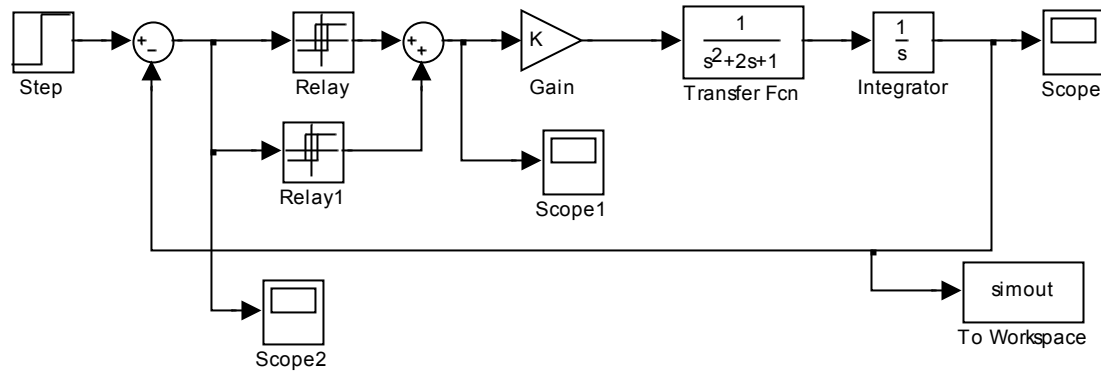 Step
+
−
Relay
+
+
K
Gain
1
s²+2s+1
Transfer Fcn
1
s
Integrator
Scope
Relay1
Scope1
Scope2
simout
To Workspace